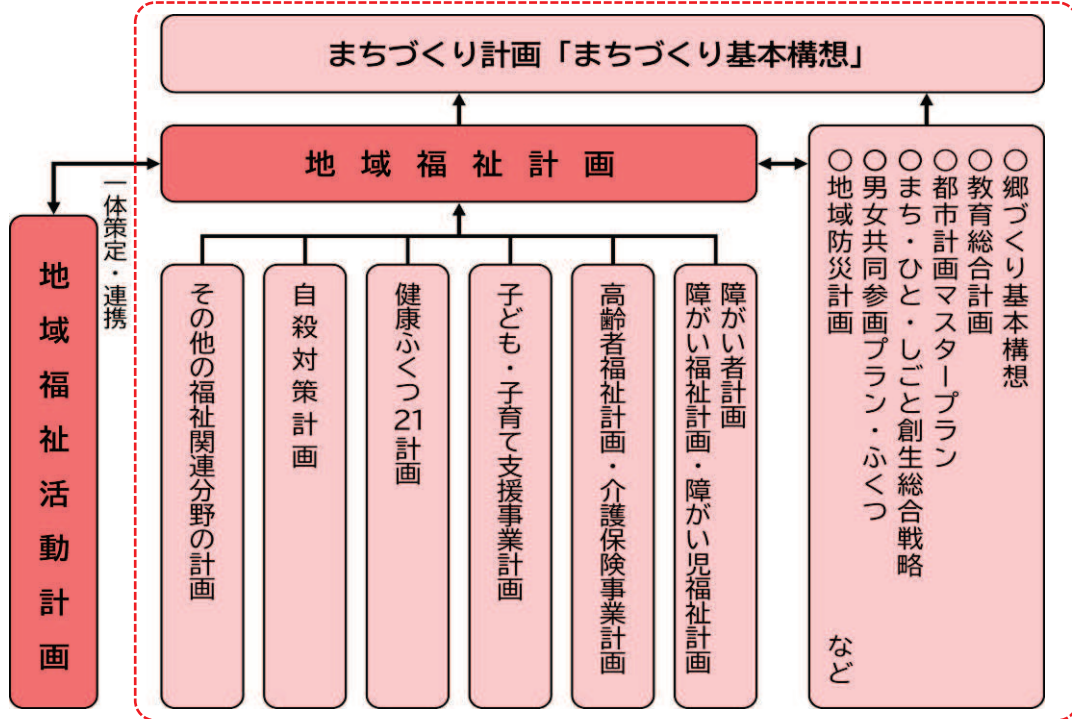 まちづくり計画「まちづくり基本構想」
地域福祉計画
一体策定・連携
地域福祉活動計画
障がい者計画
障がい福祉計画・障がい児福祉計画
高齢者福祉計画・介護保険事業計画
子ども・子育て支援事業計画
健康ふくつ21計画
自殺対策計画
その他の福祉関連分野の計画
○郷づくり基本構想
○教育総合計画
○都市計画マスタープラン
○まち・ひと・しごと創生総合戦略
○男女共同参画プラン・ふくつ
○地域防災計画
など